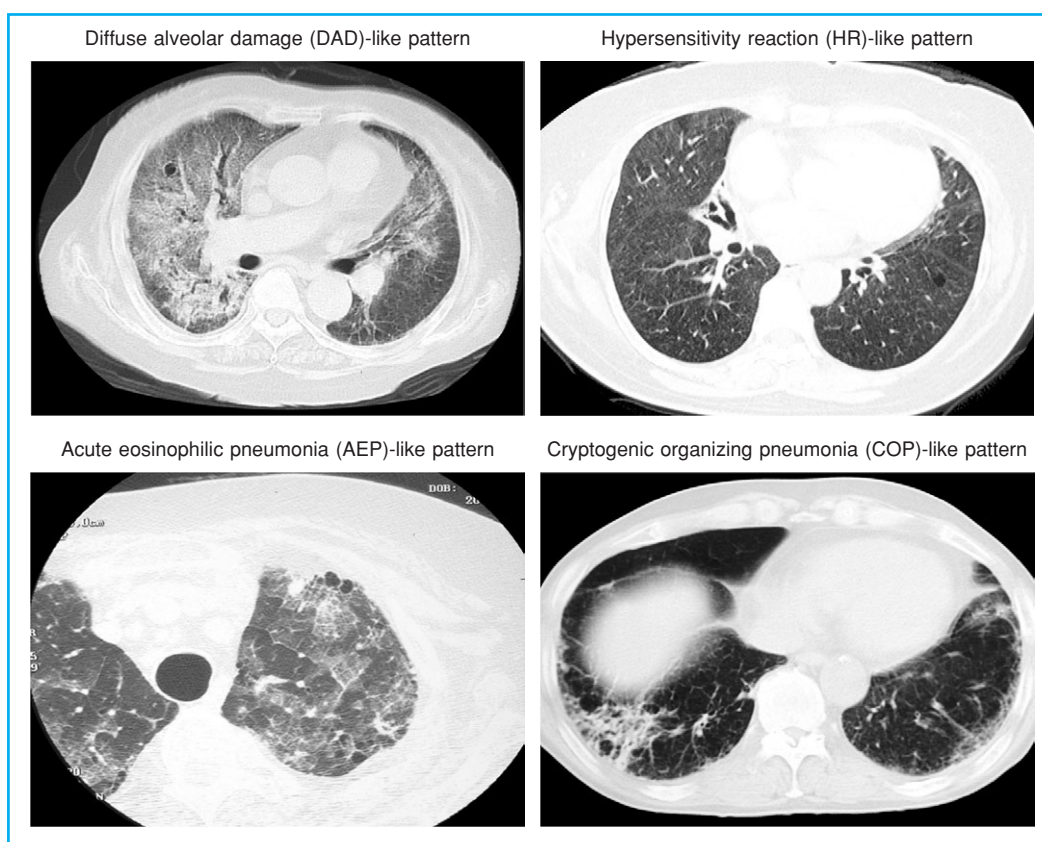 Diffuse alveolar damage (DAD)-like pattern
Hypersensitivity reaction (HR)-like pattern
Acute eosinophilic pneumonia (AEP)-like pattern
Cryptogenic organizing pneumonia (COP)-like pattern
DOB: